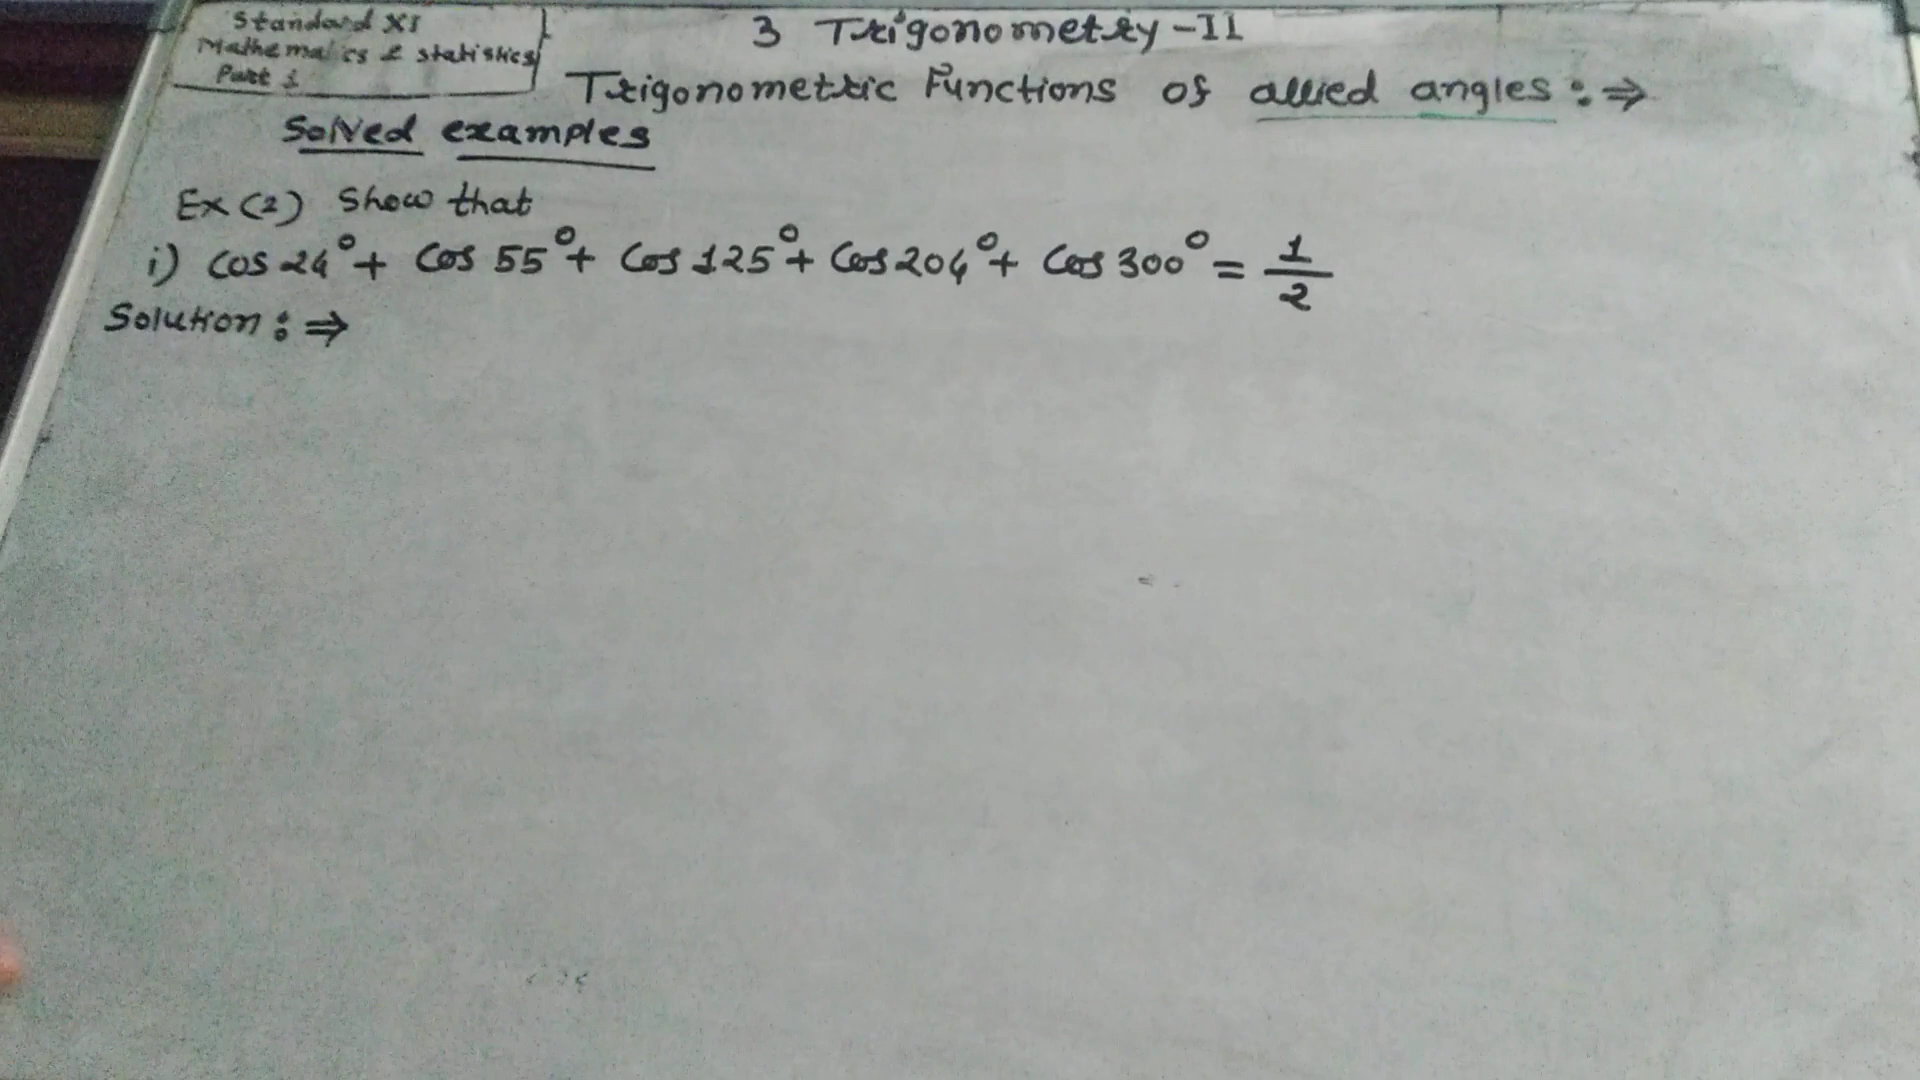 Standard XI
Mathematics & statistics
Part 1
3 Trigonometry-II
Trigonometric Functions of allied angles :⇒
Solved examples
Ex (2) Show that
i) cos 24° + cos 55° + cos 125° + cos 204° + cos 300° = 1/2
Solution :⇒